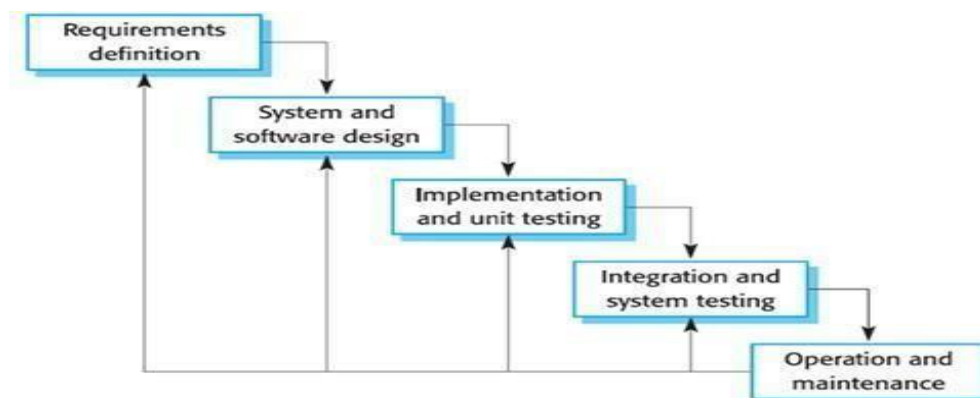 Requirements
definition
System and
software design
Implementation
and unit testing
Integration and
system testing
Operation and
maintenance